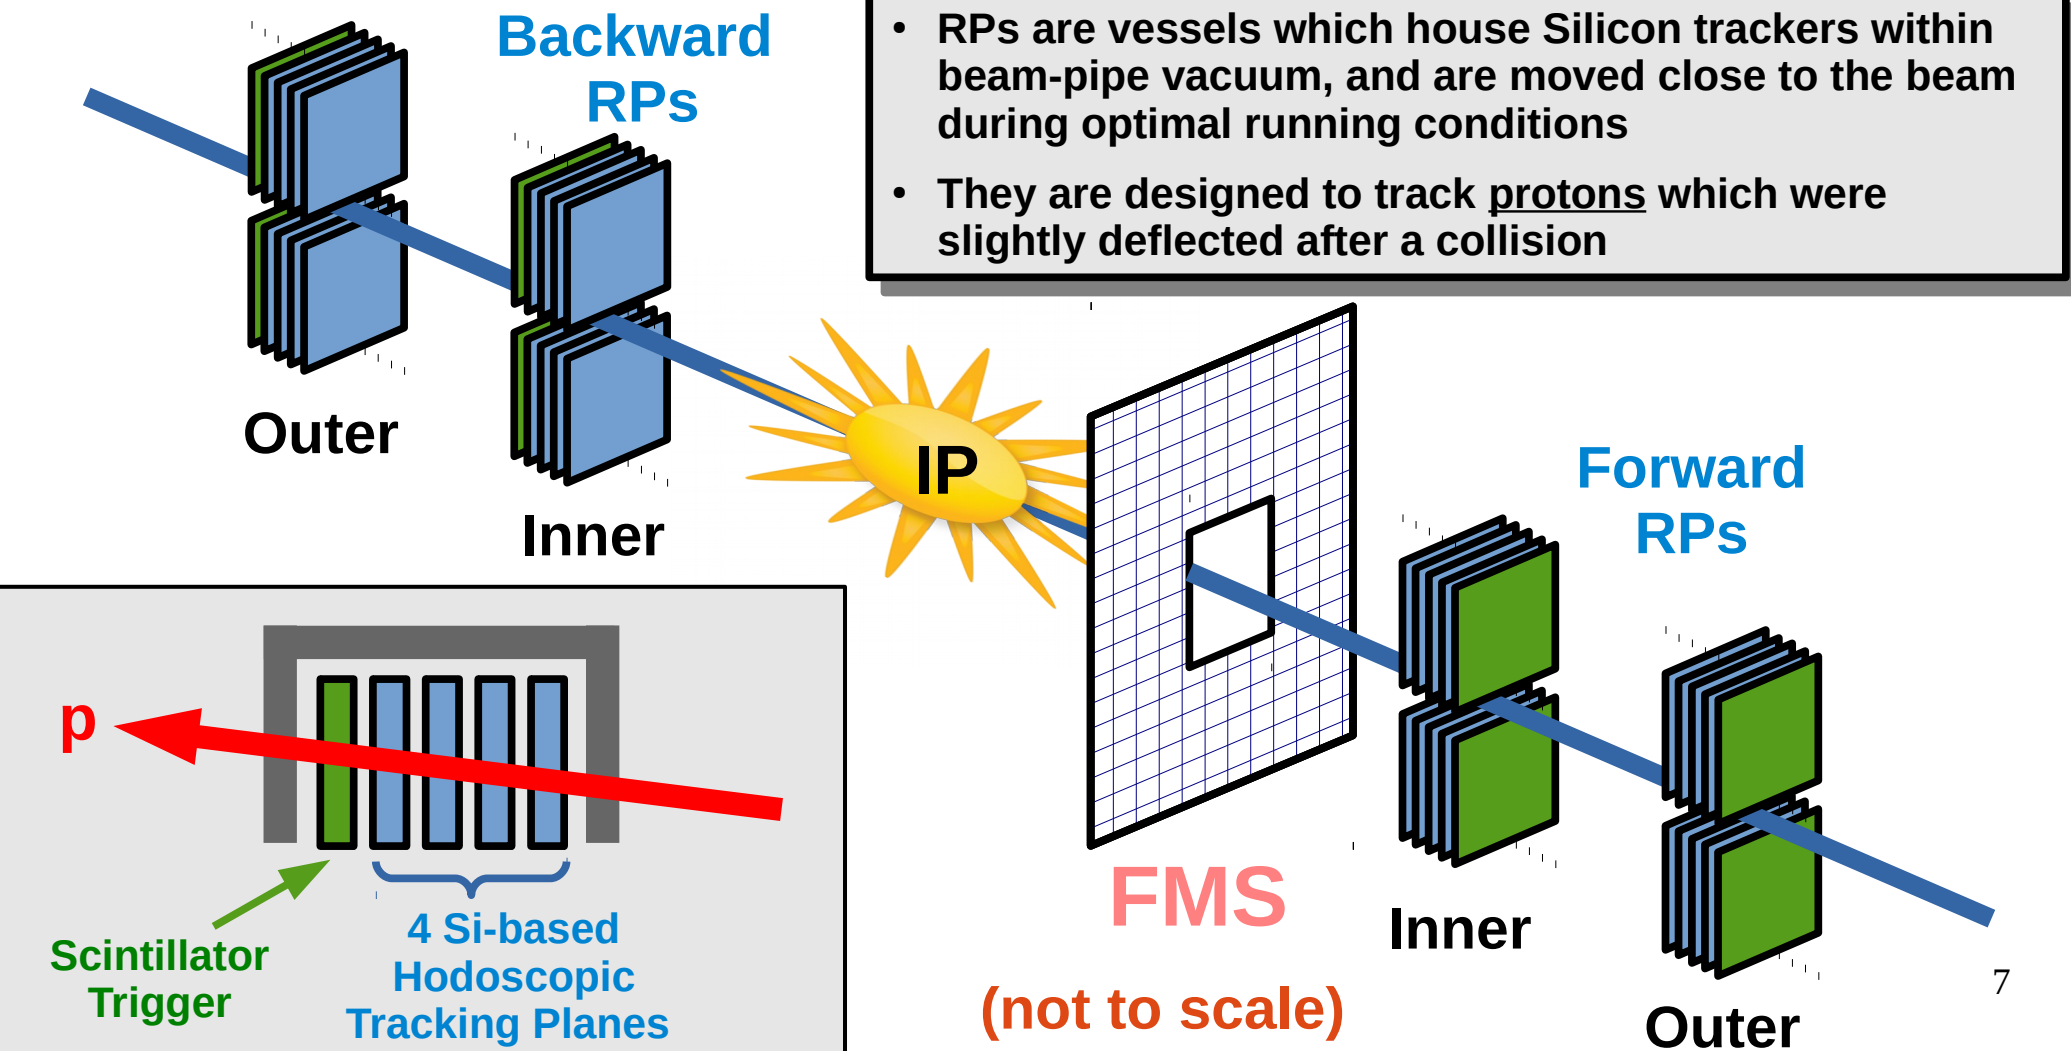 Backward
RPs
• RPs are vessels which house Silicon trackers within
beam-pipe vacuum, and are moved close to the beam
during optimal running conditions
• They are designed to track protons which were
slightly deflected after a collision
Outer
Inner
IP
Forward
RPs
p
Scintillator
Trigger
4 Si-based
Hodoscopic
Tracking Planes
FMS
(not to scale)
Inner
Outer
7